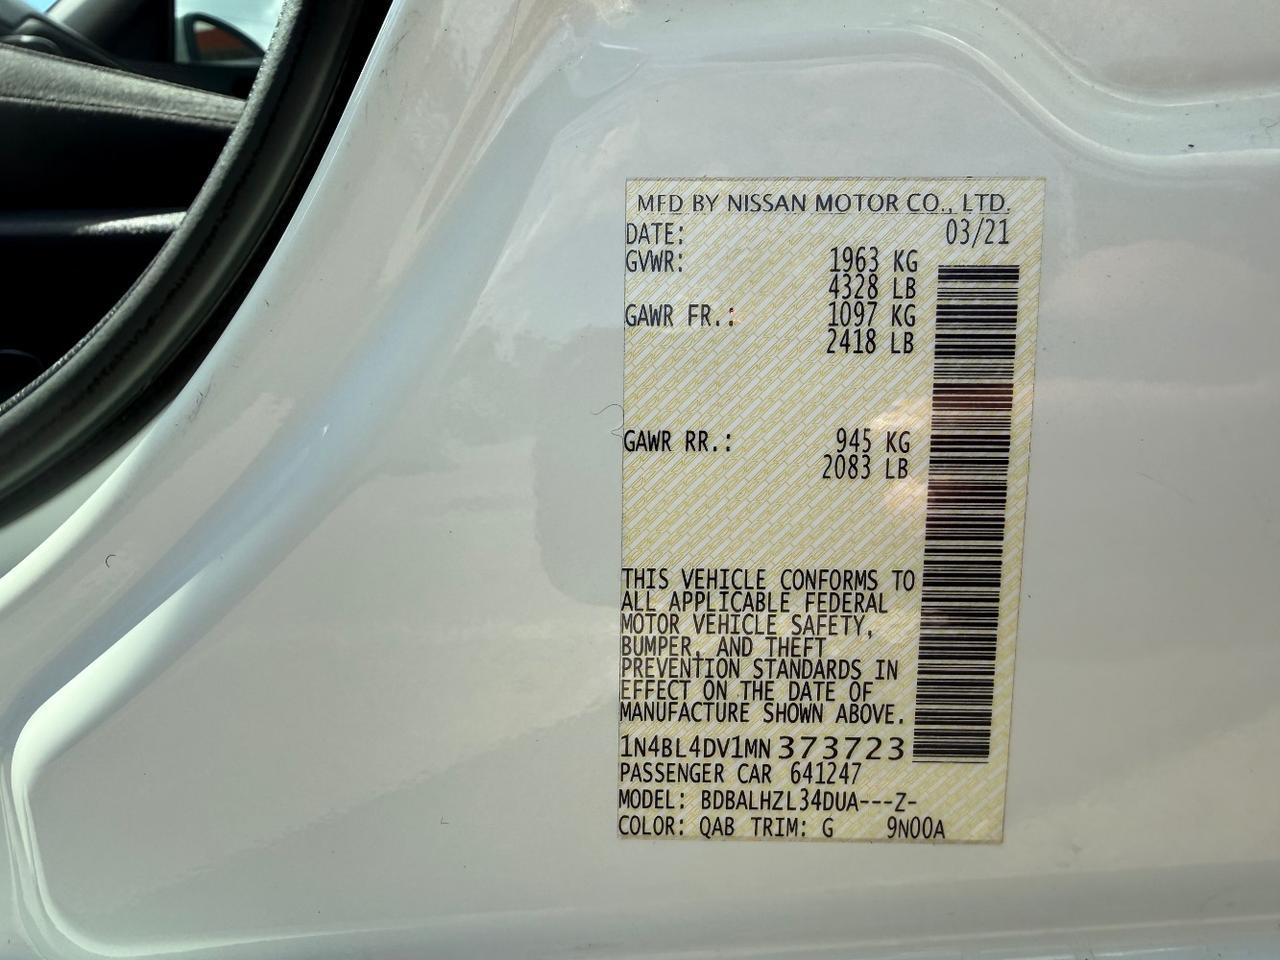 MFD BY NISSAN MOTOR CO., LTD.
DATE: 03/21
GVWR: 1963 KG
4328 LB
GAWR FR.: 1097 KG
2418 LB
GAWR RR.: 945 KG
2083 LB
THIS VEHICLE CONFORMS TO
ALL APPLICABLE FEDERAL
MOTOR VEHICLE SAFETY,
BUMPER, AND THEFT
PREVENTION STANDARDS IN
EFFECT ON THE DATE OF
MANUFACTURE SHOWN ABOVE.
1N4BL4DV1MN373723
PASSENGER CAR 641247
MODEL: BDBALHZL34DUA---Z-
COLOR: QAB TRIM: G 9N00A